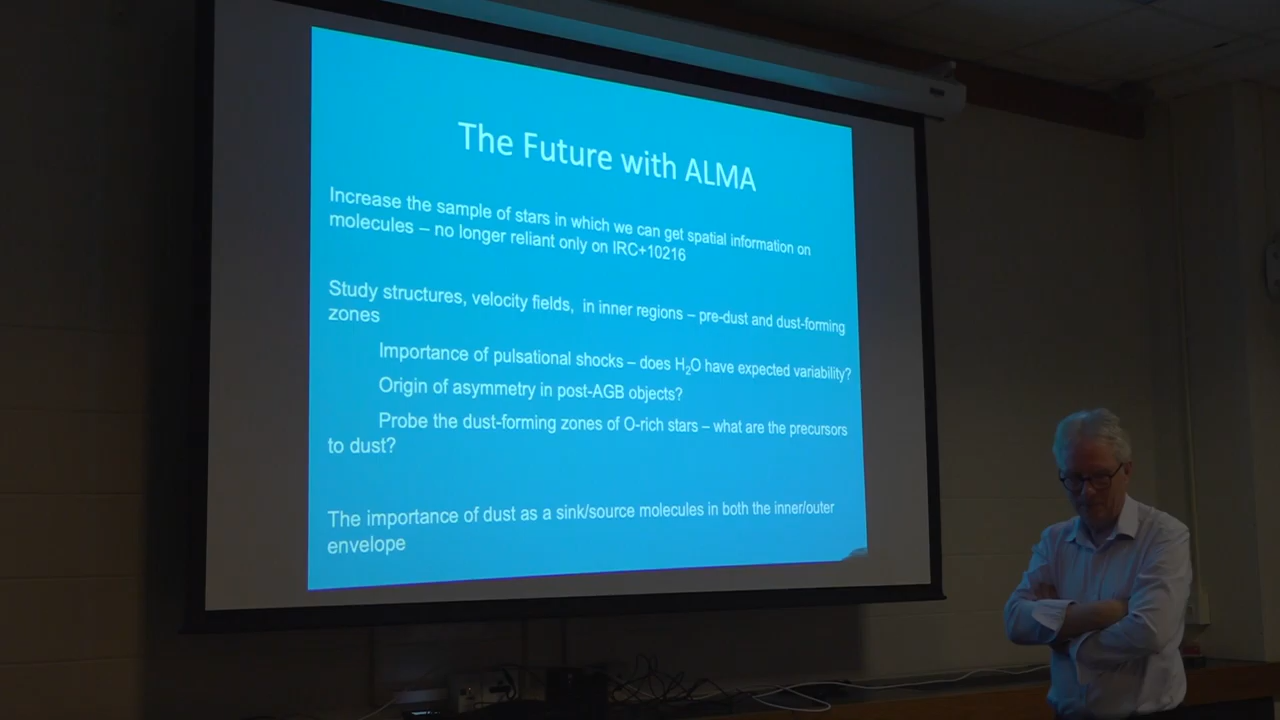 The Future with ALMA
Increase the sample of stars in which we can get spatial information on
molecules – no longer reliant only on IRC+10216
Study structures, velocity fields, in inner regions – pre-dust and dust-forming
zones
Importance of pulsational shocks – does H₂O have expected variability?
Origin of asymmetry in post-AGB objects?
Probe the dust-forming zones of O-rich stars – what are the precursors
to dust?
The importance of dust as a sink/source molecules in both the inner/outer
envelope